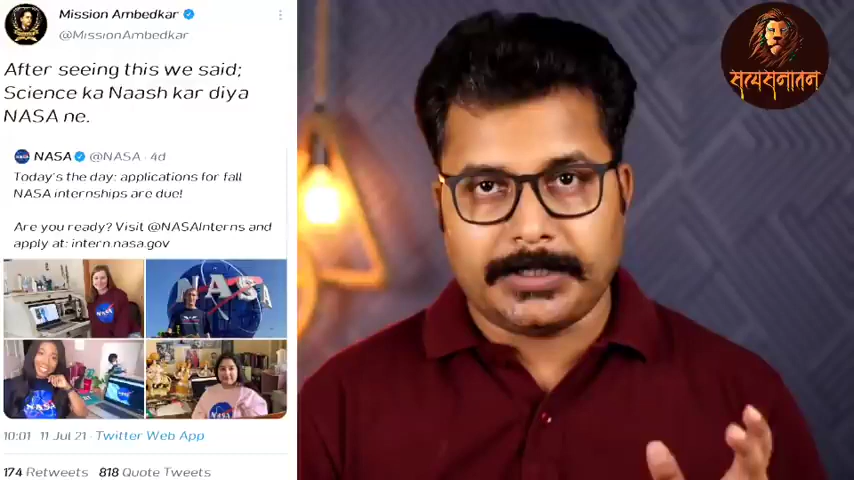 Mission Ambedkar
@MissionAmbedkar
After seeing this we said;
Science ka Naash kar diya
NASA ne.
NASA @NASA · 4d
Today's the day: applications for fall
NASA internships are due!
Are you ready? Visit @NASAInterns and
apply at: intern.nasa.gov
NASA
NASA
NASA
10:01 · 11 Jul 21 · Twitter Web App
174 Retweets 818 Quote Tweets
सत्यसनातन